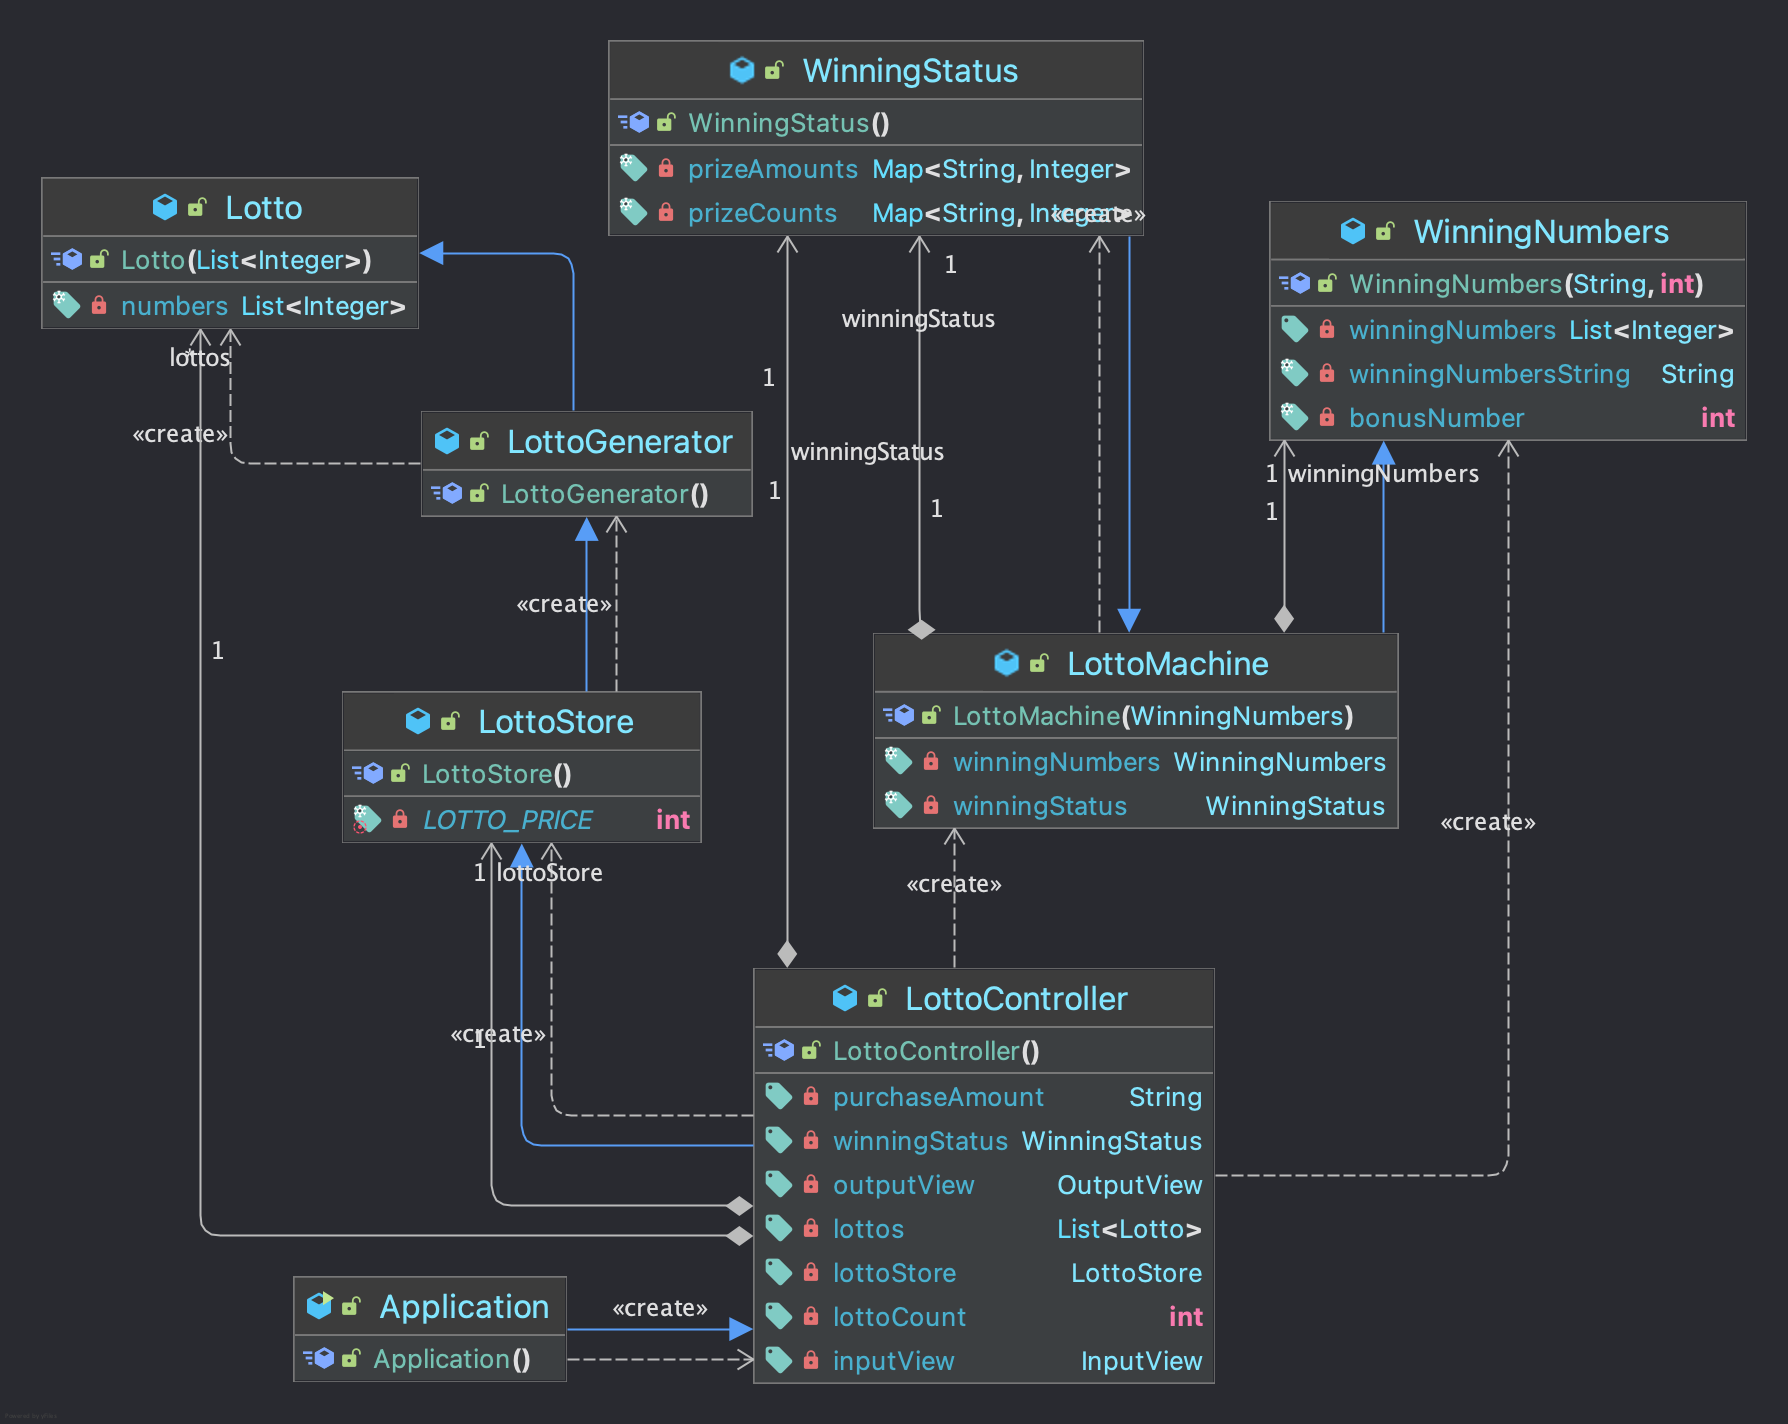 WinningStatus
WinningStatus()
prizeAmounts Map<String, Integer>
prizeCounts Map<String, Integer>
«create»
Lotto
Lotto(List<Integer>)
numbers List<Integer>
WinningNumbers
WinningNumbers(String, int)
winningNumbers List<Integer>
winningNumbersString String
bonusNumber int
1
winningStatus
*
lottos
1
«create»
LottoGenerator
LottoGenerator()
winningStatus
1
1
1 winningNumbers
1
«create»
1
LottoMachine
LottoMachine(WinningNumbers)
winningNumbers WinningNumbers
winningStatus WinningStatus
LottoStore
LottoStore()
LOTTO_PRICE int
«create»
1 lottoStore
«create»
«create»
1
LottoController
LottoController()
purchaseAmount String
winningStatus WinningStatus
outputView OutputView
lottos List<Lotto>
lottoStore LottoStore
lottoCount int
inputView InputView
Application
Application()
«create»